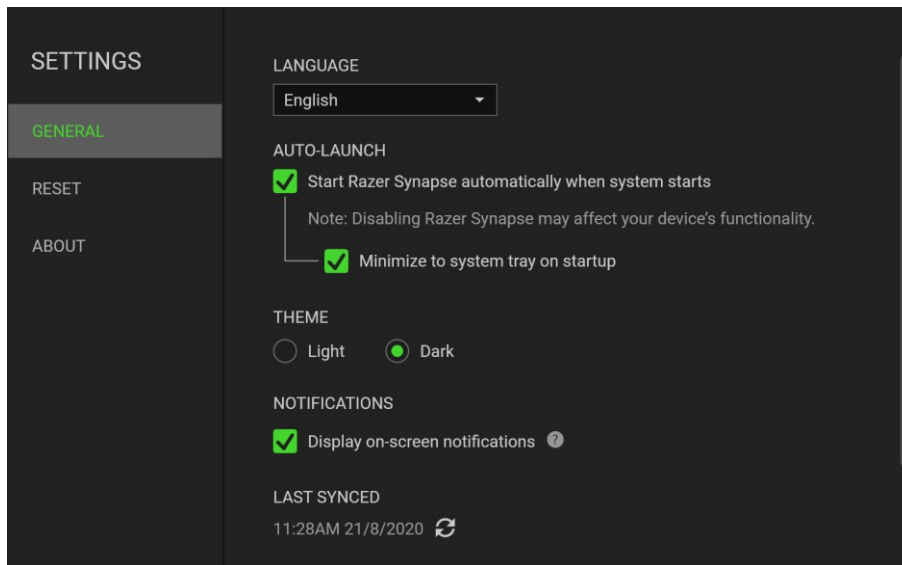 SETTINGS
GENERAL
RESET
ABOUT
LANGUAGE
English
AUTO-LAUNCH
Start Razer Synapse automatically when system starts
Note: Disabling Razer Synapse may affect your device’s functionality.
Minimize to system tray on startup
THEME
Light Dark
NOTIFICATIONS
Display on-screen notifications ?
LAST SYNCED
11:28AM 21/8/2020